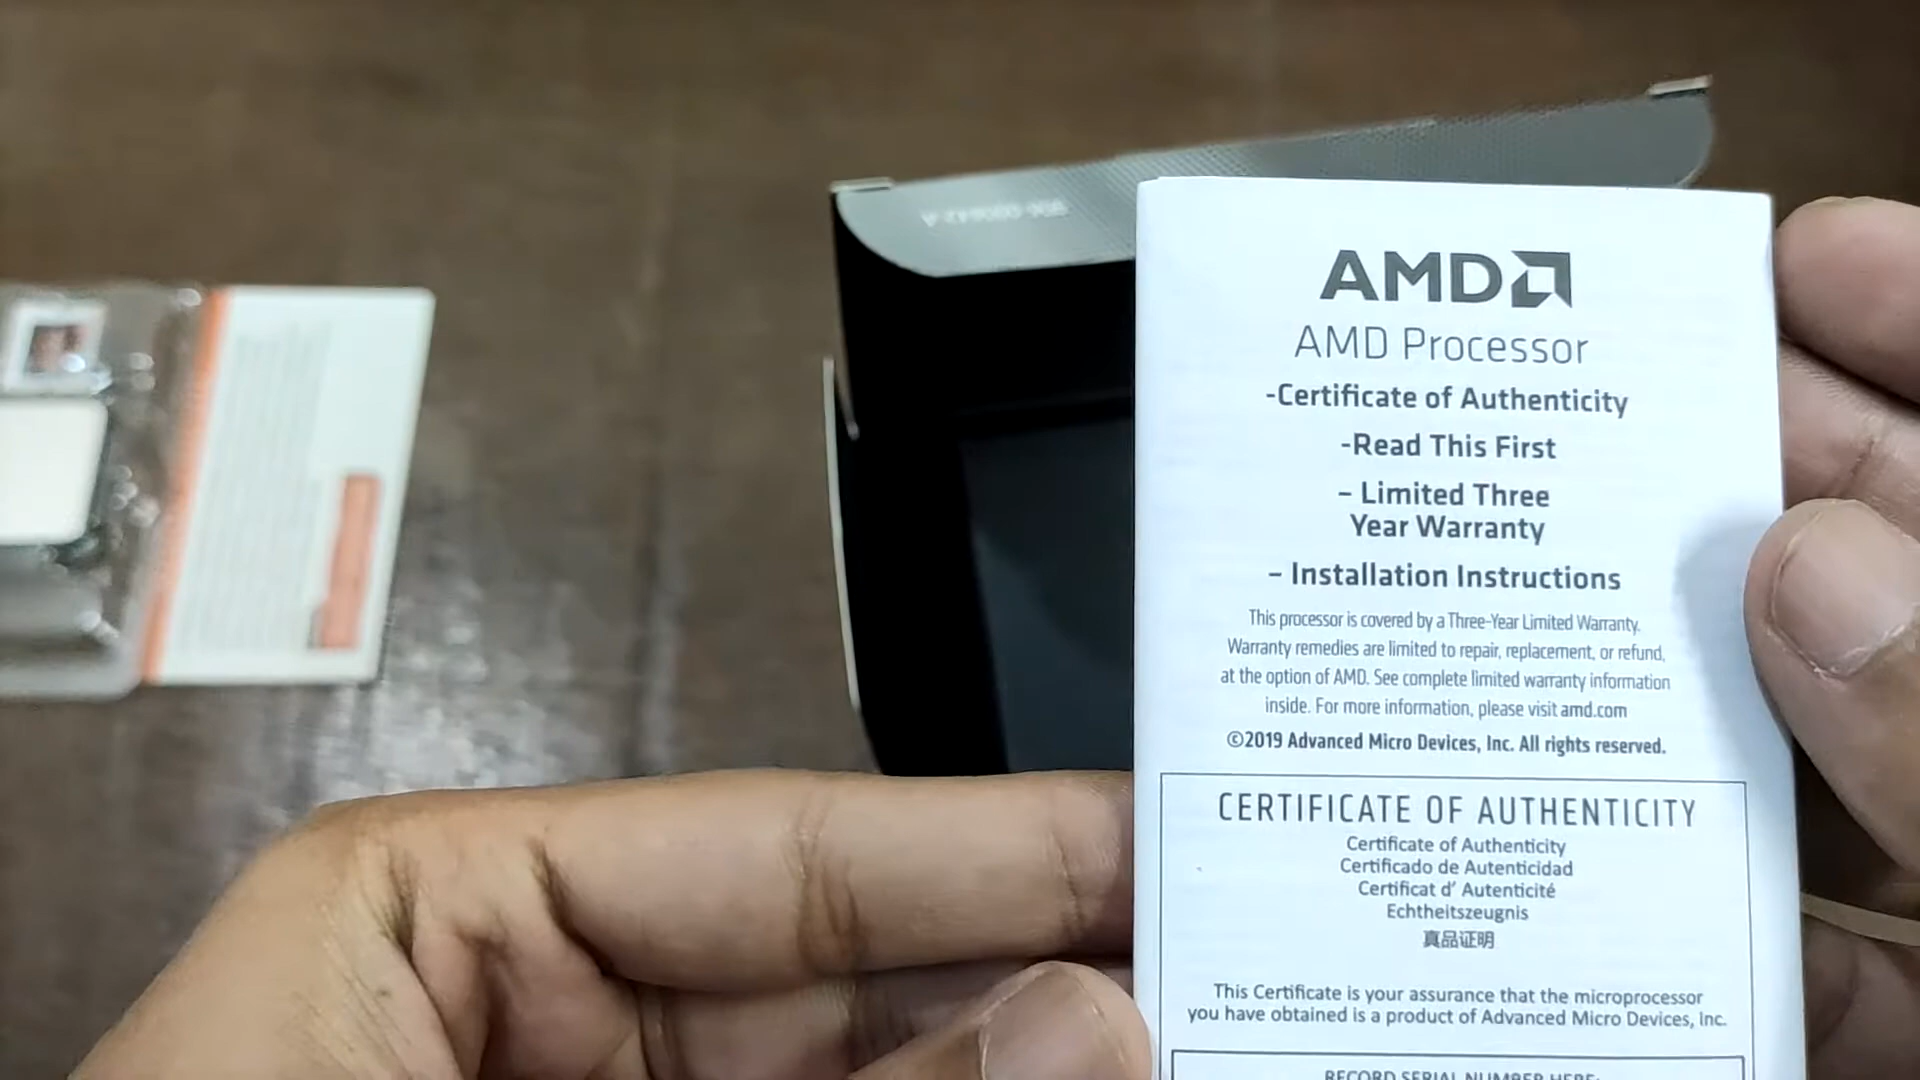 AMD
AMD Processor
-Certificate of Authenticity
-Read This First
– Limited Three
Year Warranty
– Installation Instructions
This processor is covered by a Three-Year Limited Warranty.
Warranty remedies are limited to repair, replacement, or refund,
at the option of AMD. See complete limited warranty information
inside. For more information, please visit amd.com
©2019 Advanced Micro Devices, Inc. All rights reserved.
CERTIFICATE OF AUTHENTICITY
Certificate of Authenticity
Certificado de Autenticidad
Certificat d' Autenticité
Echtheitszeugnis
真品证明
This Certificate is your assurance that the microprocessor
you have obtained is a product of Advanced Micro Devices, Inc.
RECORD SERIAL NUMBER HERE: